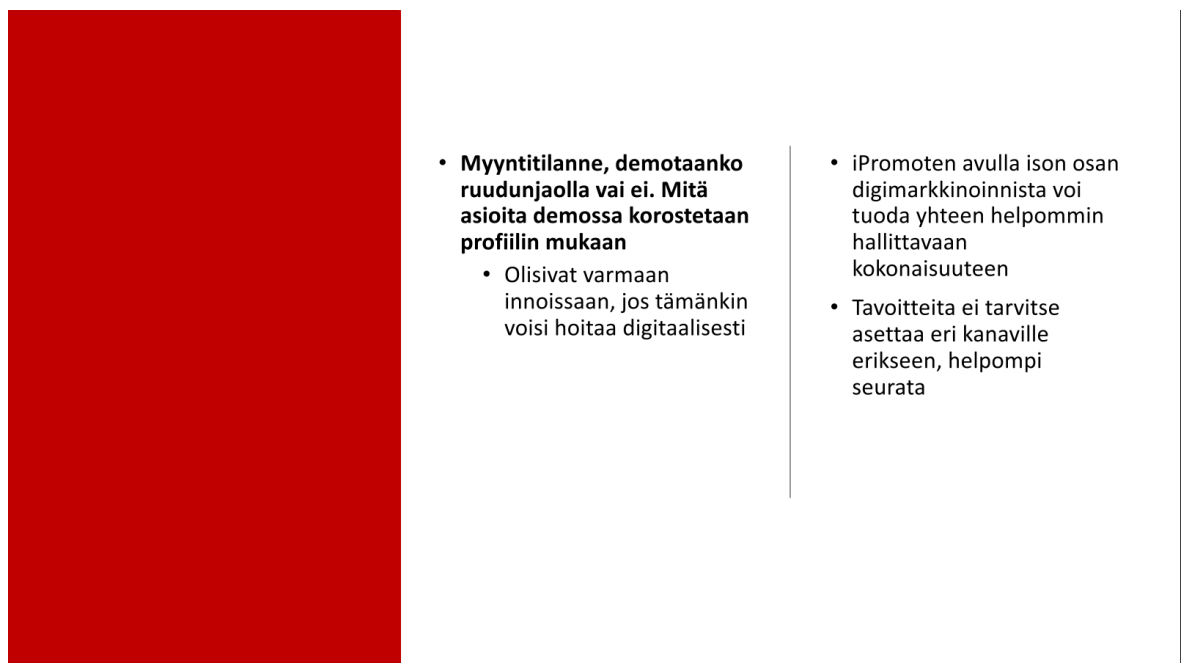 • Myyntitilanne, demotaanko
ruudunjaolla vai ei. Mitä
asioita demossa korostetaan
profiilin mukaan
• Olisivat varmaan
innoissaan, jos tämänkin
voisi hoitaa digitaalisesti
• iPromoten avulla ison osan
digimarkkinoinnista voi
tuoda yhteen helpommin
hallittavaan
kokonaisuuteen
• Tavoitteita ei tarvitse
asettaa eri kanaville
erikseen, helpompi
seurata